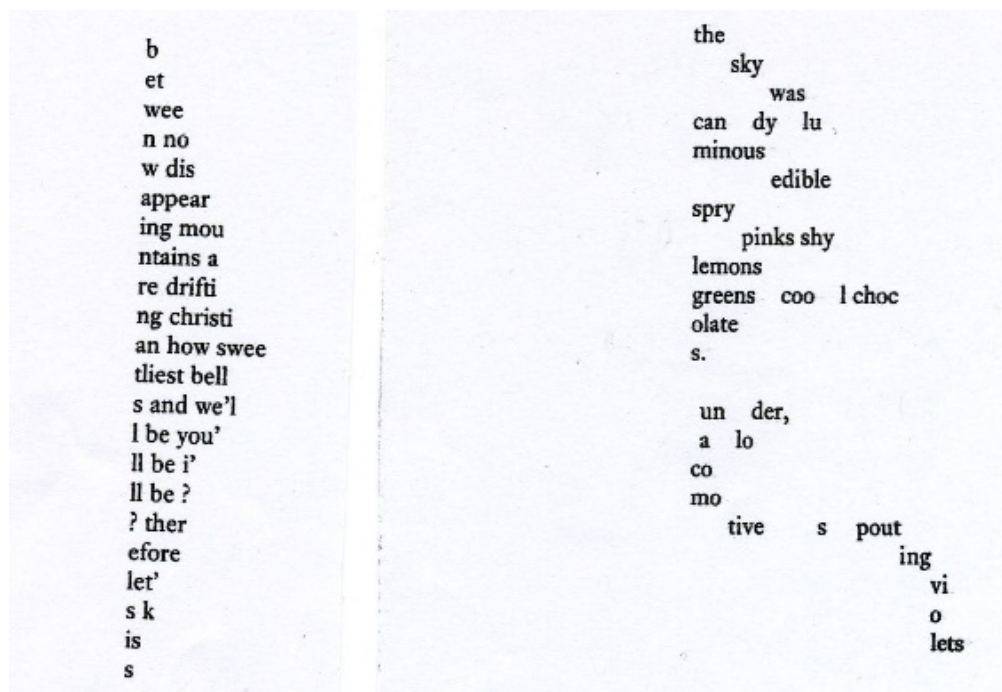 b
et
wee
n no
w dis
appear
ing mou
ntains a
re drifti
ng christi
an how swee
tliest bell
s and we'l
l be you'
ll be i'
ll be ?
? ther
efore
let'
s k
is
s
the
sky
was
can dy lu
minous
edible
spry
pinks shy
lemons
greens coo l choc
olate
s.
un der,
a lo
co
mo
tive s pout
ing
vi
o
lets